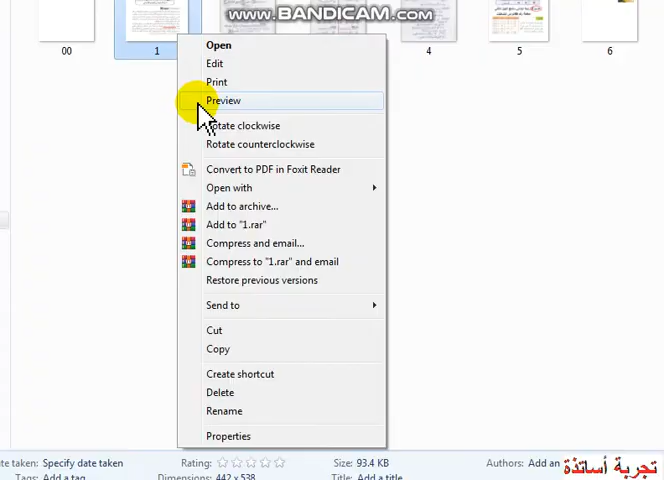 WWW.BANDICAM.COM
00
1
4
5
6
Open
Edit
Print
Preview
Rotate clockwise
Rotate counterclockwise
Convert to PDF in Foxit Reader
Open with
Add to archive...
Add to "1.rar"
Compress and email...
Compress to "1.rar" and email
Restore previous versions
Send to
Cut
Copy
Create shortcut
Delete
Rename
Properties
te taken: Specify date taken
Rating:
Size: 93.4 KB
Authors: Add an
Tags: Add a tag
Dimensions: 442 x 538
Title: Add a title
تجربة أساتذة